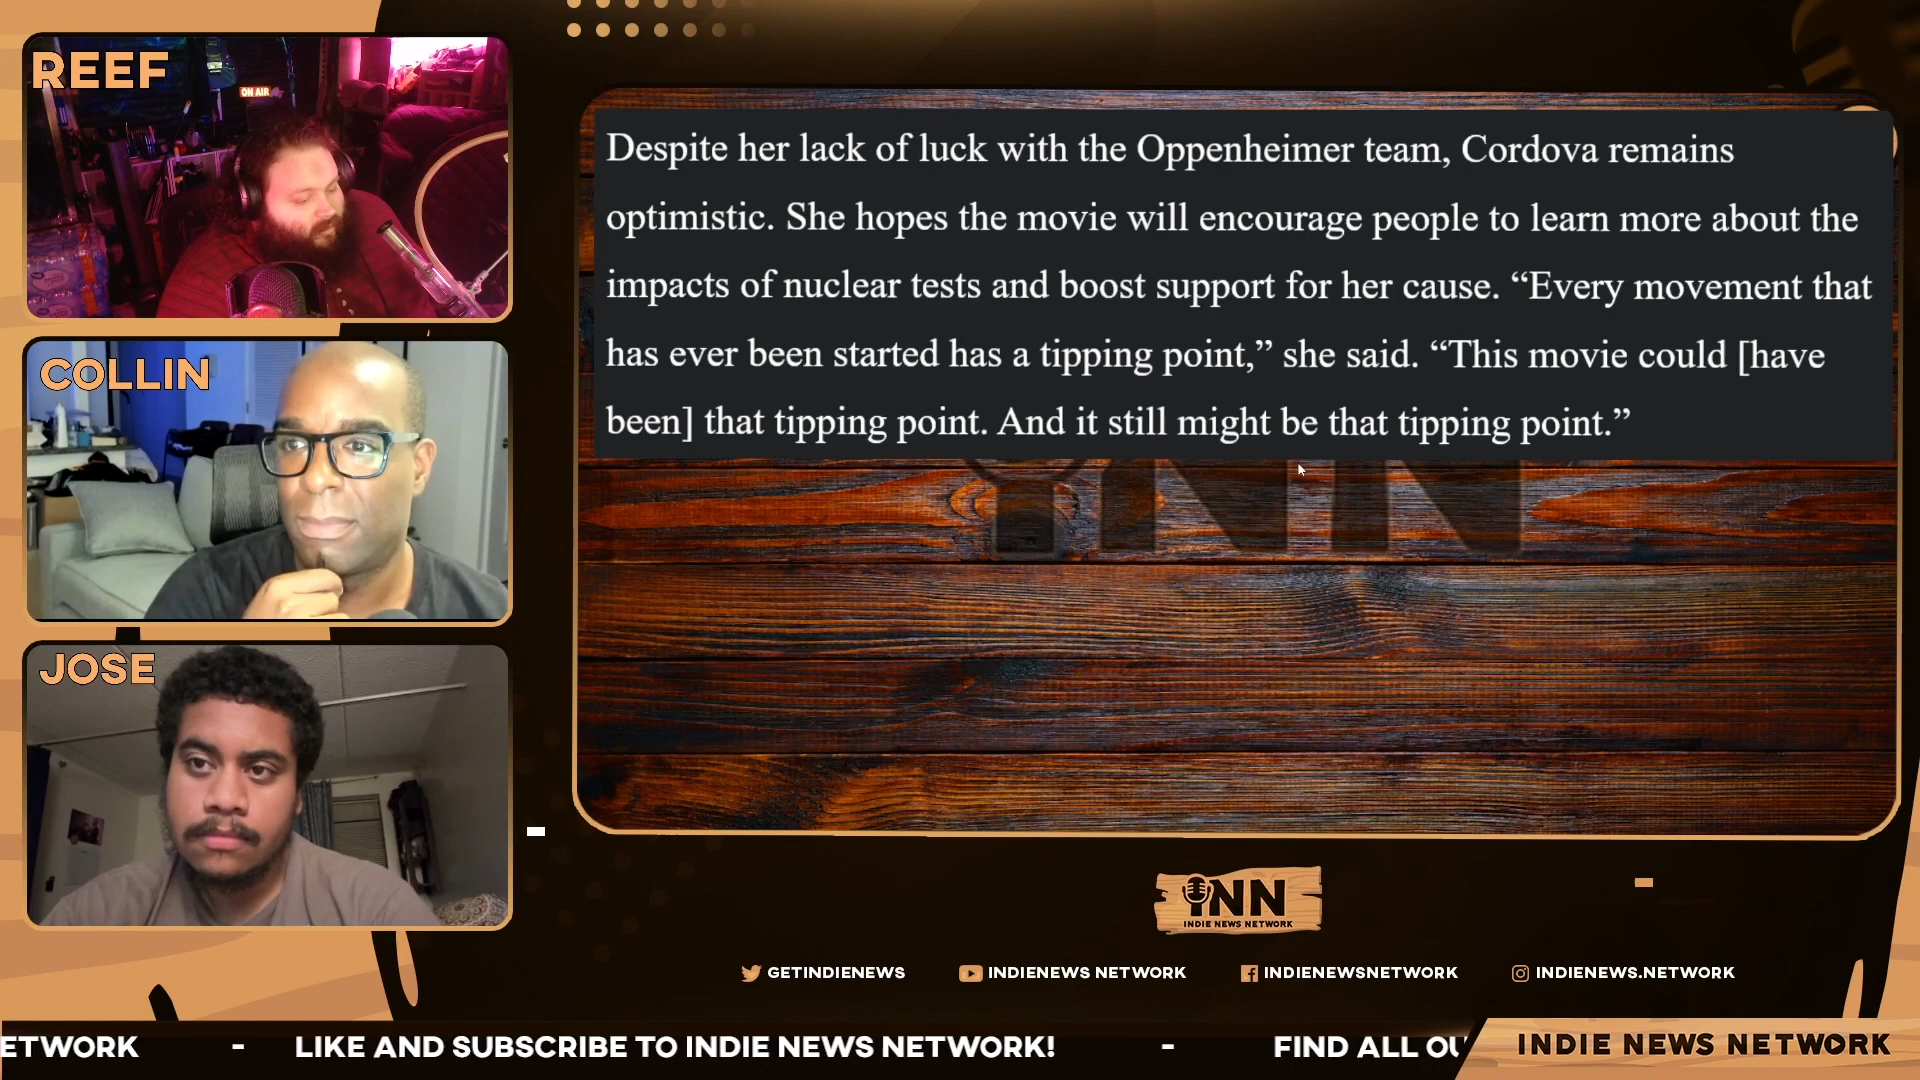 REEF
ON AIR
COLLIN
JOSE
Despite her lack of luck with the Oppenheimer team, Cordova remains
optimistic. She hopes the movie will encourage people to learn more about the
impacts of nuclear tests and boost support for her cause. “Every movement that
has ever been started has a tipping point,” she said. “This movie could [have
been] that tipping point. And it still might be that tipping point.”
INN
INN
INDIE NEWS NETWORK
GETINDIENEWS
INDIENEWS NETWORK
INDIENEWSNETWORK
INDIENEWS.NETWORK
ETWORK - LIKE AND SUBSCRIBE TO INDIE NEWS NETWORK! - FIND ALL OU
INDIE NEWS NETWORK